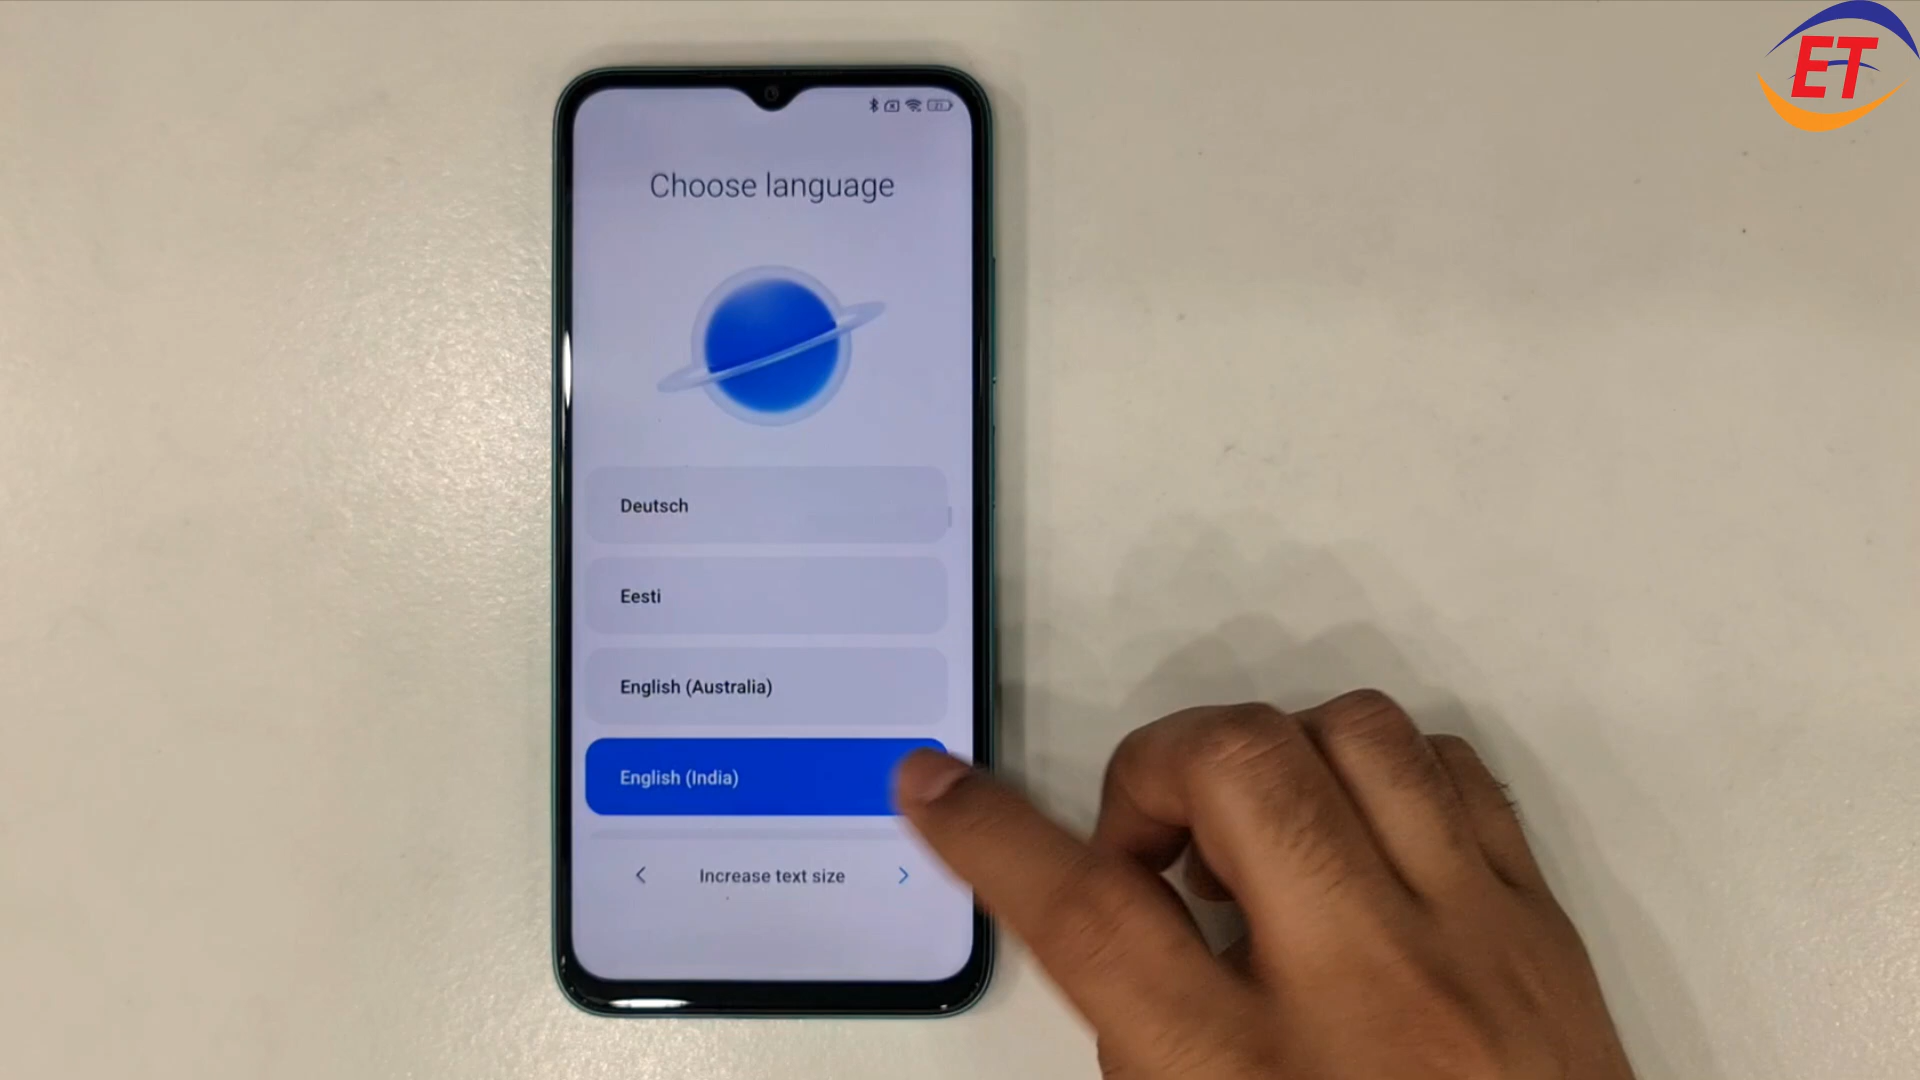 ET
Choose language
Deutsch
Eesti
English (Australia)
English (India)
Increase text size